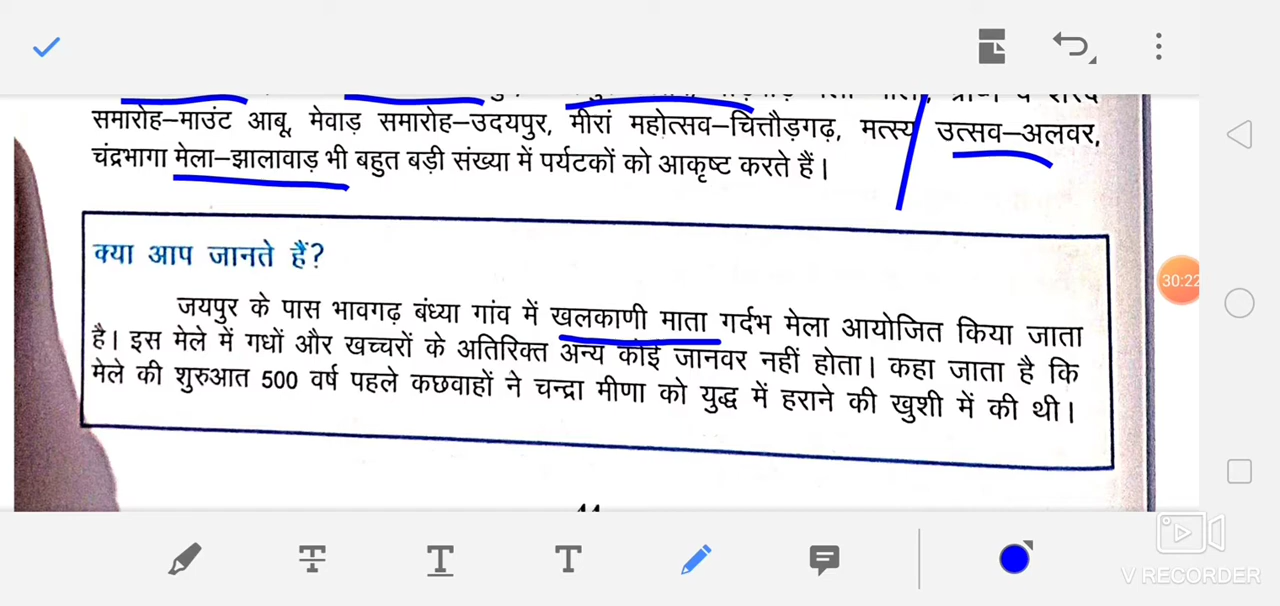 समारोह–माउंट आबू, मेवाड़ समारोह–उदयपुर, मीरां महोत्सव–चित्तौड़गढ़, मत्स्य उत्सव–अलवर,
चंद्रभागा मेला–झालावाड़ भी बहुत बड़ी संख्या में पर्यटकों को आकृष्ट करते हैं।
क्या आप जानते हैं?
जयपुर के पास भावगढ़ बंध्या गांव में खलकाणी माता गर्दभ मेला आयोजित किया जाता
है। इस मेले में गधों और खच्चरों के अतिरिक्त अन्य कोई जानवर नहीं होता। कहा जाता है कि
मेले की शुरुआत 500 वर्ष पहले कछवाहों ने चन्द्रा मीणा को युद्ध में हराने की खुशी में की थी।
30:22
T T T
V RECORDER